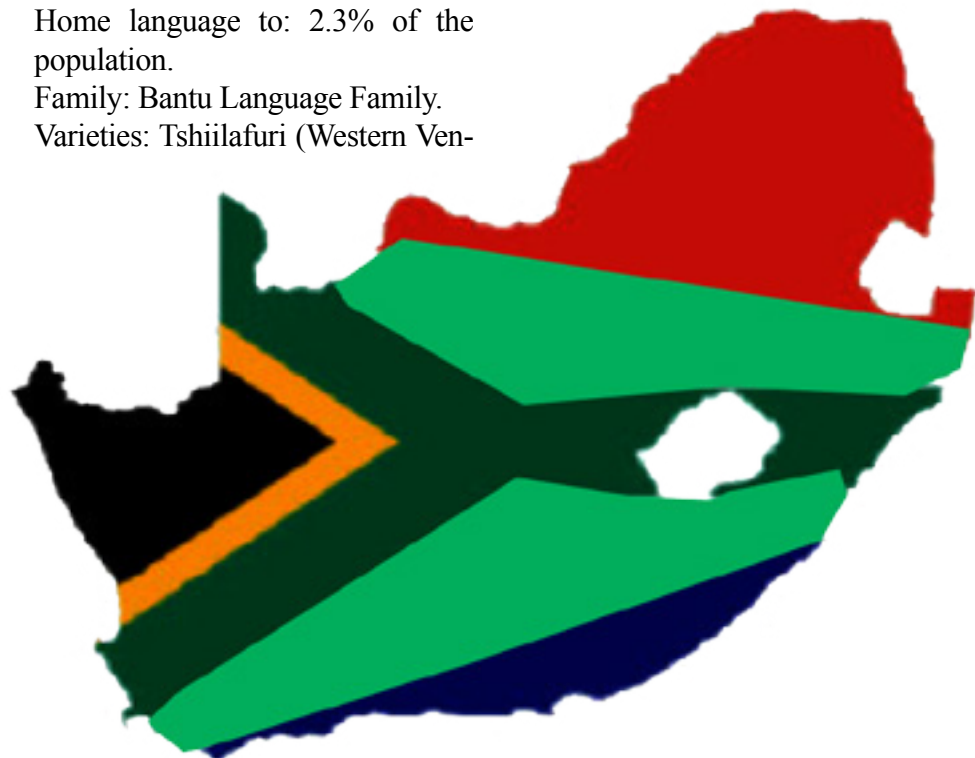 Home language to: 2.3% of the
population.
Family: Bantu Language Family.
Varieties: Tshiilafuri (Western Ven-